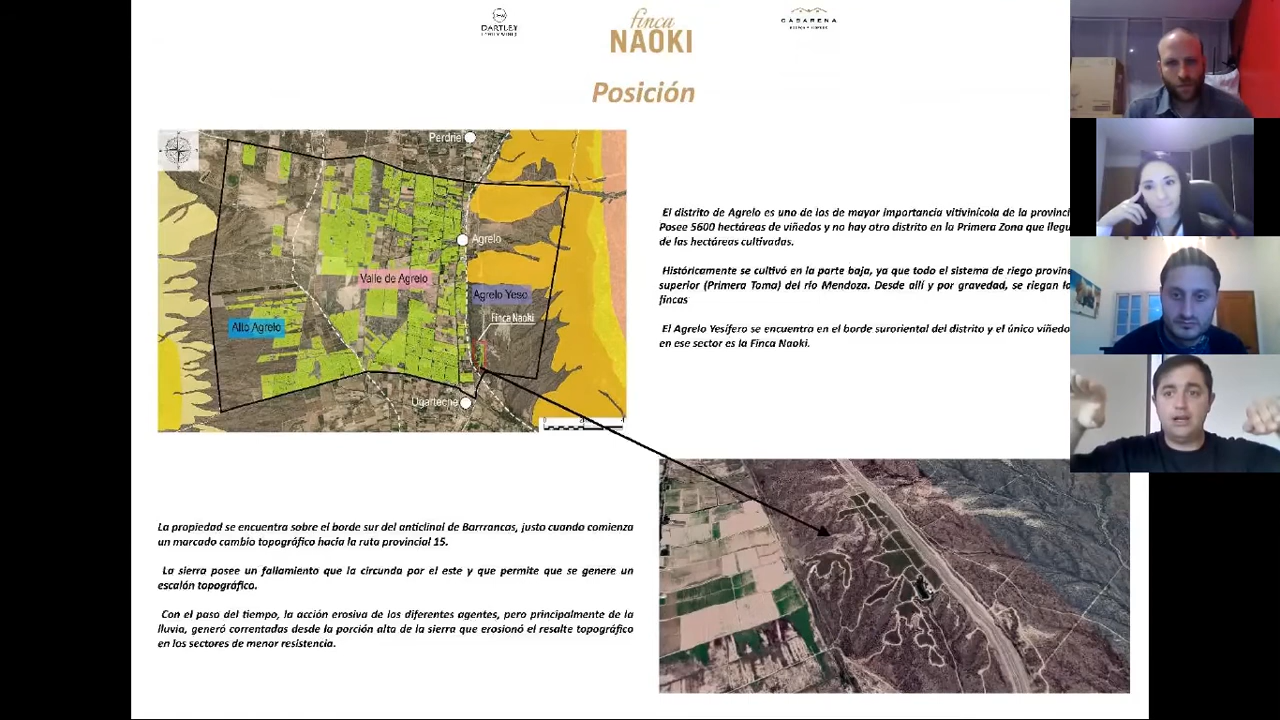 DARTLEY
finca
NAOKI
CASARENA
Posición
Perdriel
Agrelo
Valle de Agrelo
Agrelo Yeso
Finca Naoki
Alto Agrelo
Ugarteche
El distrito de Agrelo es uno de los de mayor importancia vitivinícola de la provinci
Posee 5600 hectáreas de viñedos y no hay otro distrito en la Primera Zona que llegu
de las hectáreas cultivadas.
Históricamente se cultivó en la parte baja, ya que todo el sistema de riego provine
superior (Primera Toma) del río Mendoza. Desde allí y por gravedad, se riegan la
fincas
El Agrelo Yesífero se encuentra en el borde suroriental del distrito y el único viñedo
en ese sector es la Finca Naoki.
La propiedad se encuentra sobre el borde sur del anticlinal de Barrrancas, justo cuando comienza
un marcado cambio topográfico hacia la ruta provincial 15.
La sierra posee un fallamiento que la circunda por el este y que permite que se genere un
escalón topográfico.
Con el paso del tiempo, la acción erosiva de los diferentes agentes, pero principalmente de la
lluvia, generó correntadas desde la porción alta de la sierra que erosionó el resalte topográfico
en los sectores de menor resistencia.